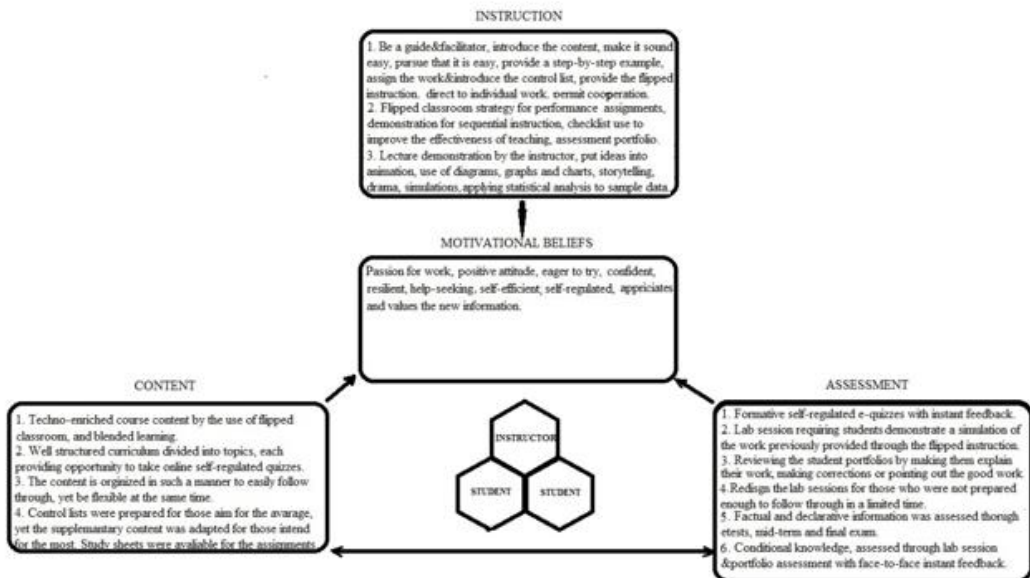 INSTRUCTION
1. Be a guide&facilitator, introduce the content, make it sound
easy, pursue that it is easy, provide a step-by-step example,
assign the work&introduce the control list, provide the flipped
instruction, direct to individual work, permit cooperation.
2. Flipped classroom strategy for performance assignments,
demonstration for sequential instruction, checklist use to
improve the effectiveness of teaching, assessment portfolio.
3. Lecture demonstration by the instructor, put ideas into
animation, use of diagrams, graphs and charts, storytelling,
drama, simulations, applying statistical analysis to sample data.
MOTIVATIONAL BELIEFS
Passion for work, positive attitude, eager to try, confident,
resilient, help-seeking, self-efficient, self-regulated, appriciates
and values the new information.
CONTENT
1. Techno-enriched course content by the use of flipped
classroom, and blended learning.
2. Well structured curriculum divided into topics, each
providing opportunity to take online self-regulated quizzes.
3. The content is orginized in such a manner to easily follow
through, yet be flexible at the same time.
4. Control lists were prepared for those aim for the avarage,
yet the supplemantary content was adapted for those intend
for the most. Study sheets were avaliable for the assignments.
INSTRUCTOR
STUDENT
STUDENT
ASSESSMENT
1. Formative self-regulated e-quizzes with instant feedback.
2. Lab session requiring students demonstrate a simulation of
the work previously provided through the flipped instruction.
3. Reviewing the student portfolios by making them explain
their work, making corrections or pointing out the good work
4.Redisgn the lab sessions for those who were not prepared
enough to follow through in a limited time.
5. Factual and declarative information was assessed thorugh
etests, mid-term and final exam.
6. Conditional knowledge, assessed through lab session
&portfolio assessment with face-to-face instant feedback.